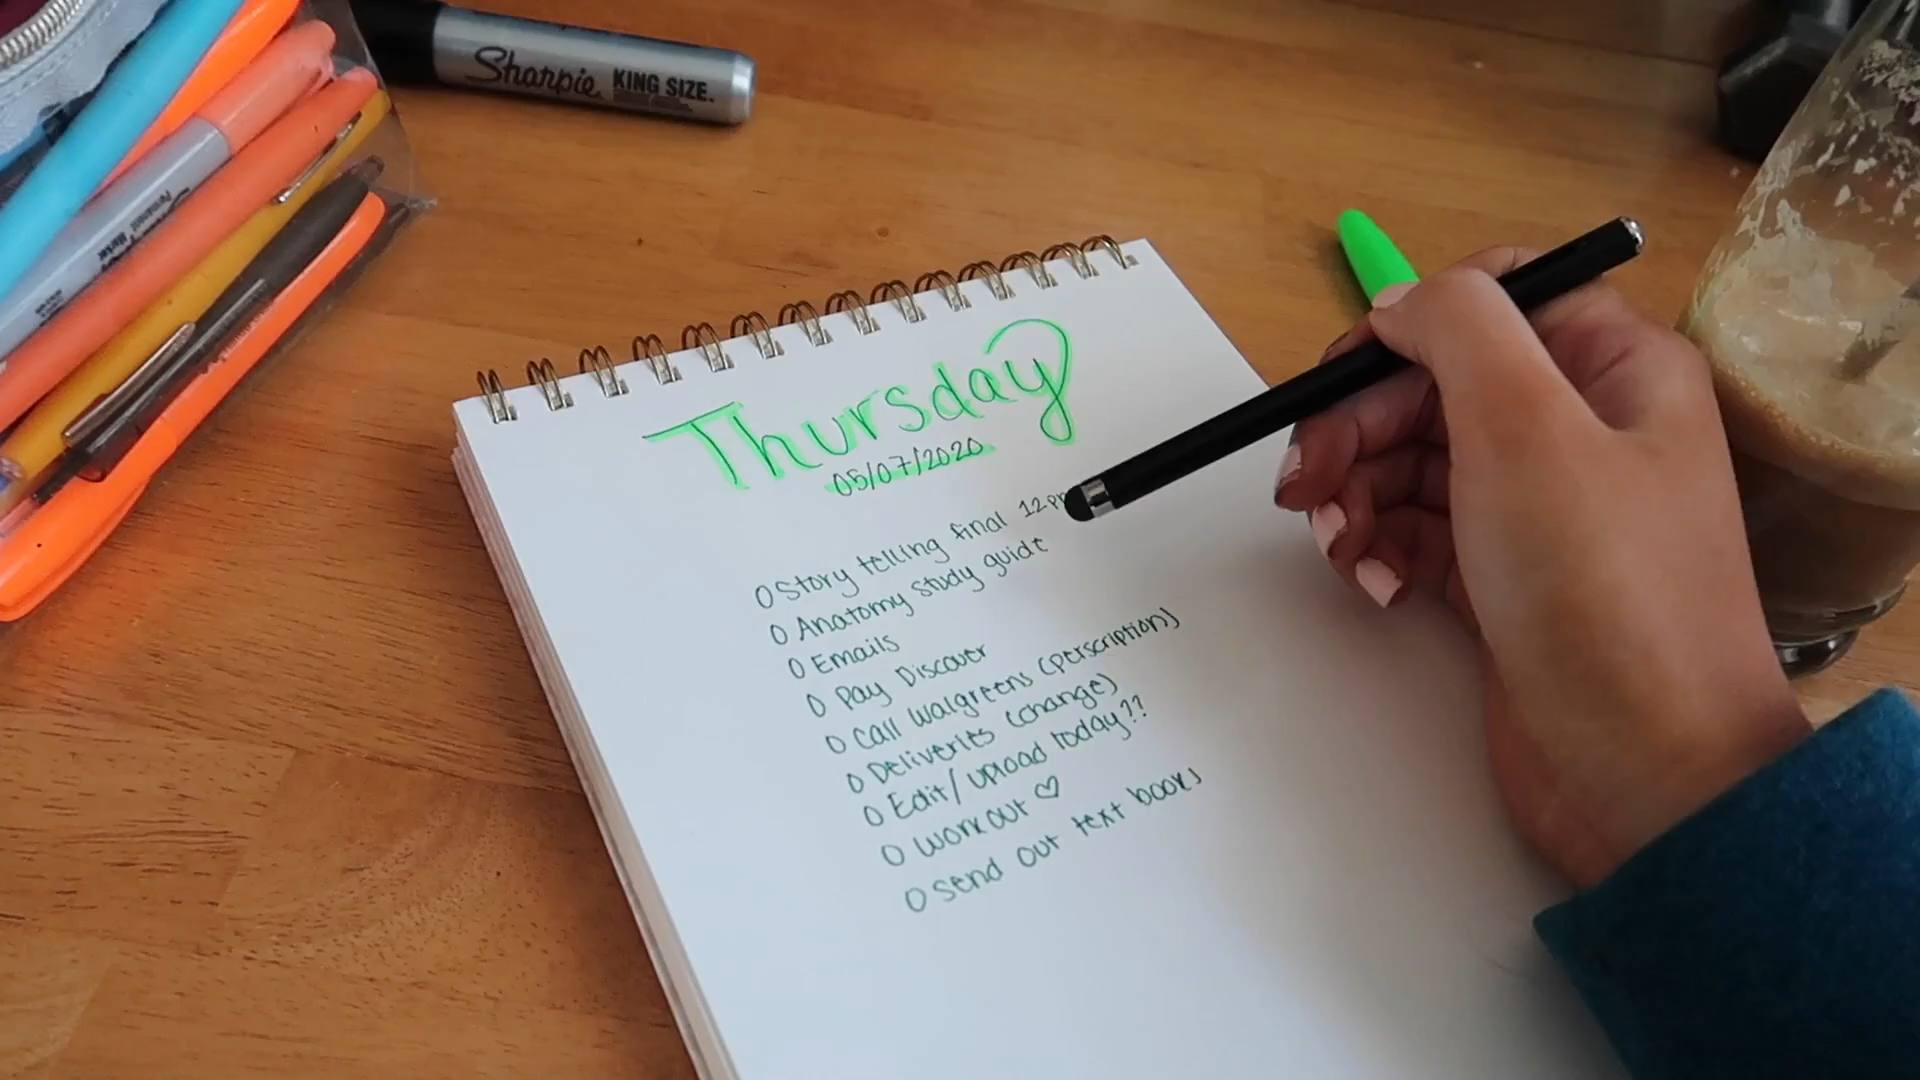 Sharpie KING SIZE.
Thursday
05/07/2020
O Story telling final 12pm
O Anatomy study guide
O Emails
O Pay Discover
O Call Walgreens (perscription)
O Deliveries (change)
O Edit/upload today??
O Workout ♡
O Send out text books